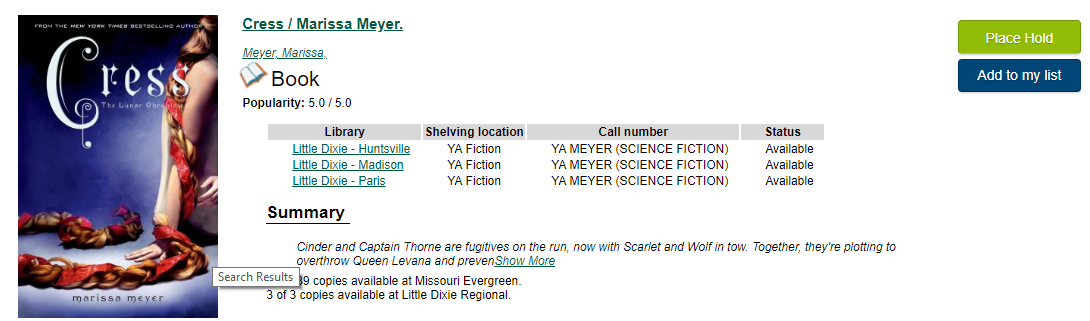 FROM THE NEW YORK TIMES BESTSELLING AUTHOR
Cress
The Lunar Chronicles
marissa meyer
Cress / Marissa Meyer.
Meyer, Marissa,
Book
Popularity: 5.0 / 5.0
Place Hold
Add to my list
Library Shelving location Call number Status
Little Dixie - Huntsville YA Fiction YA MEYER (SCIENCE FICTION) Available
Little Dixie - Madison YA Fiction YA MEYER (SCIENCE FICTION) Available
Little Dixie - Paris YA Fiction YA MEYER (SCIENCE FICTION) Available
Summary
Cinder and Captain Thorne are fugitives on the run, now with Scarlet and Wolf in tow. Together, they're plotting to
overthrow Queen Levana and prevenShow More
Search Results
copies available at Missouri Evergreen.
3 of 3 copies available at Little Dixie Regional.